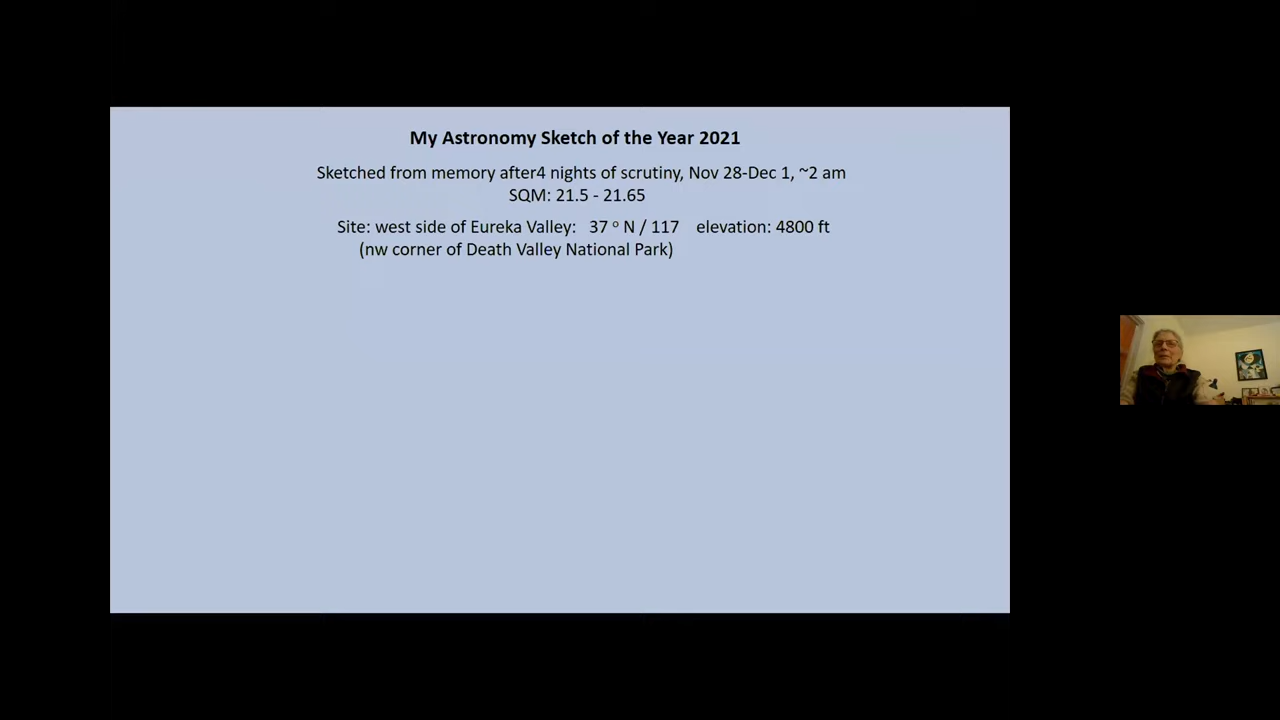 My Astronomy Sketch of the Year 2021
Sketched from memory after4 nights of scrutiny, Nov 28-Dec 1, ~2 am
SQM: 21.5 - 21.65
Site: west side of Eureka Valley: 37 ° N / 117 elevation: 4800 ft
(nw corner of Death Valley National Park)